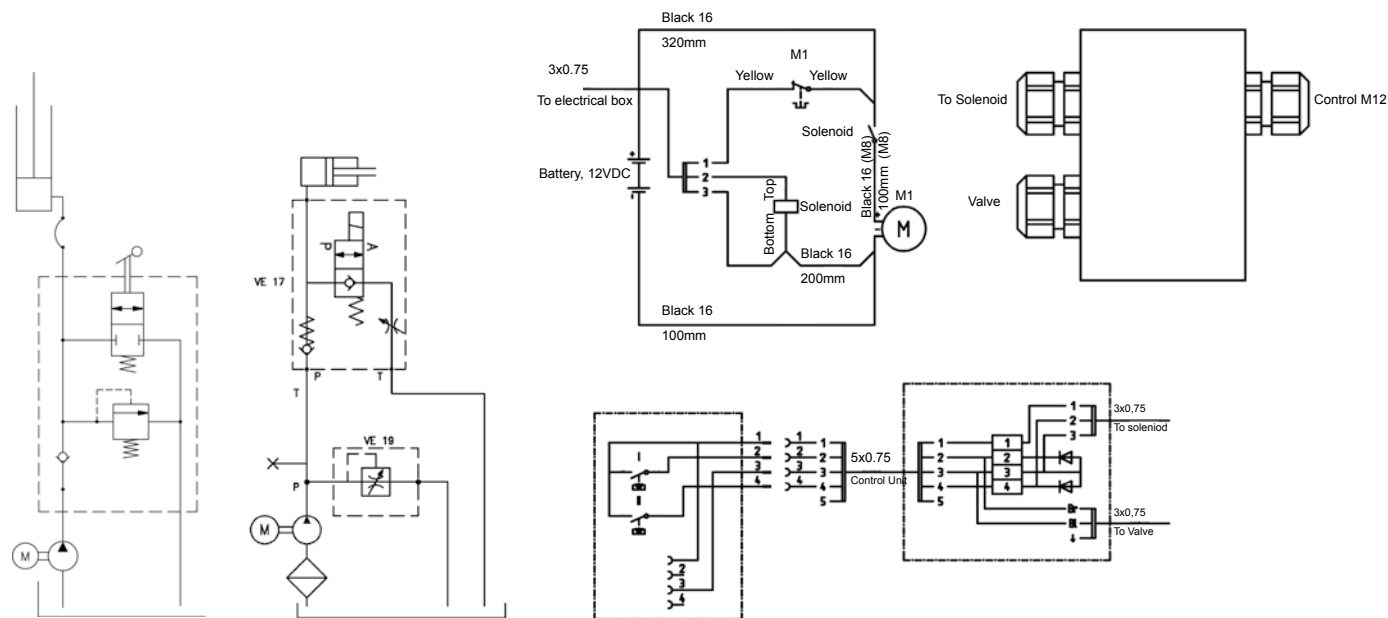 M
VE 17
A
P
P
T
T
VE 19
P
M
Black 16
320mm
3x0.75
To electrical box
M1
Yellow
Yellow
Solenoid
Battery, 12VDC
+
-
1
2
3
Top
Bottom
Solenoid
Black 16 (M8)
100mm (M8)
M1
+
-
M
Black 16
200mm
Black 16
100mm
To Solenoid
Control M12
Valve
I
II
2
3
4
1
2
3
4
1
2
3
4
1
2
3
4
5
5x0.75
Control Unit
1
2
3
4
5
1
2
3
4
1
2
3
3x0,75
To soleniod
Br
Bl
3x0,75
To Valve